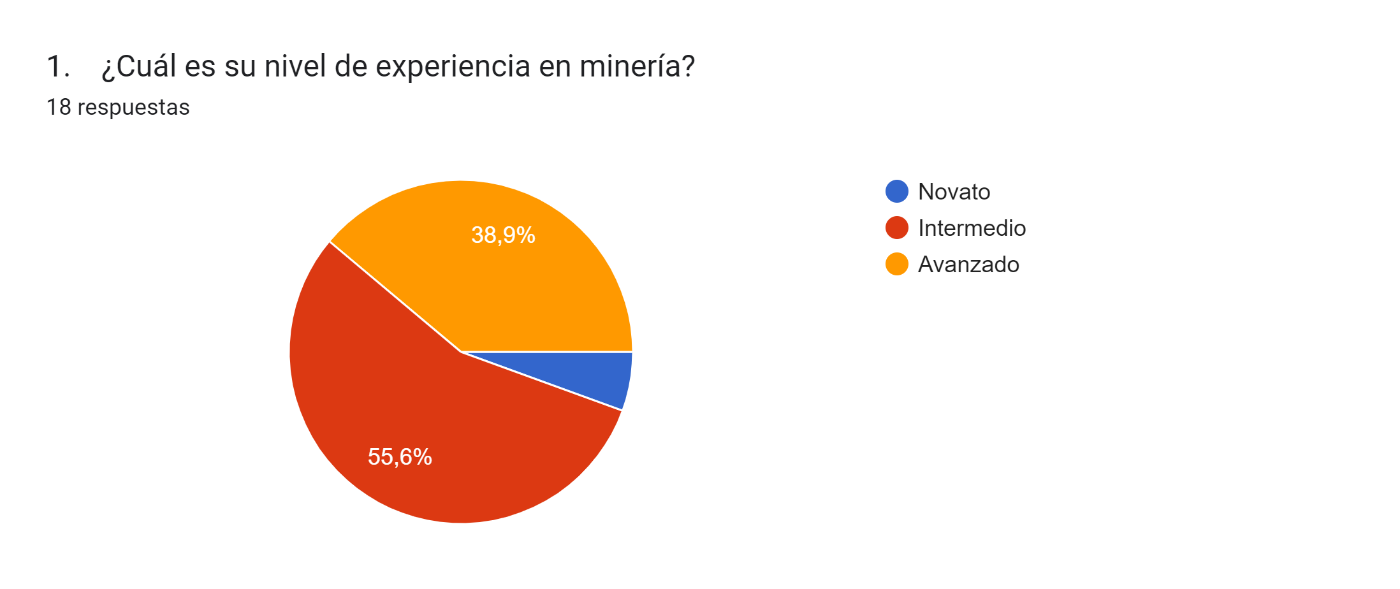 1. ¿Cuál es su nivel de experiencia en minería?
18 respuestas
38,9%
55,6%
Novato
Intermedio
Avanzado